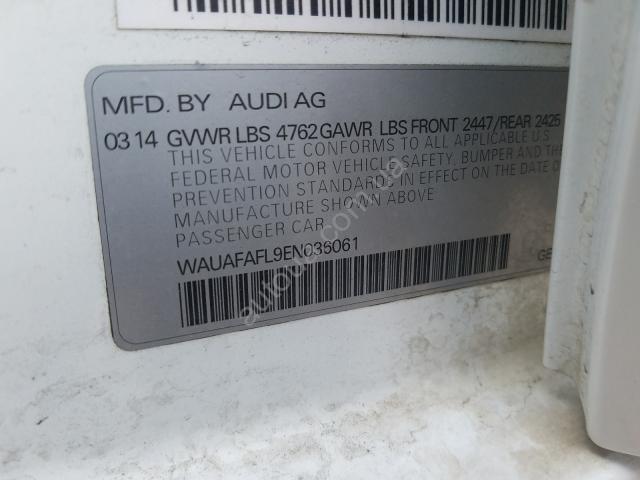 MFD. BY AUDI AG
03 14 GVWR LBS 4762 GAWR LBS FRONT 2447/REAR 2425
THIS VEHICLE CONFORMS TO ALL APPLICABLE U.S
FEDERAL MOTOR VEHICLE SAFETY, BUMPER AND THE
PREVENTION STANDARDS IN EFFECT ON THE DATE O
MANUFACTURE SHOWN ABOVE
PASSENGER CAR
WAUAFAFL9EN036061 GE